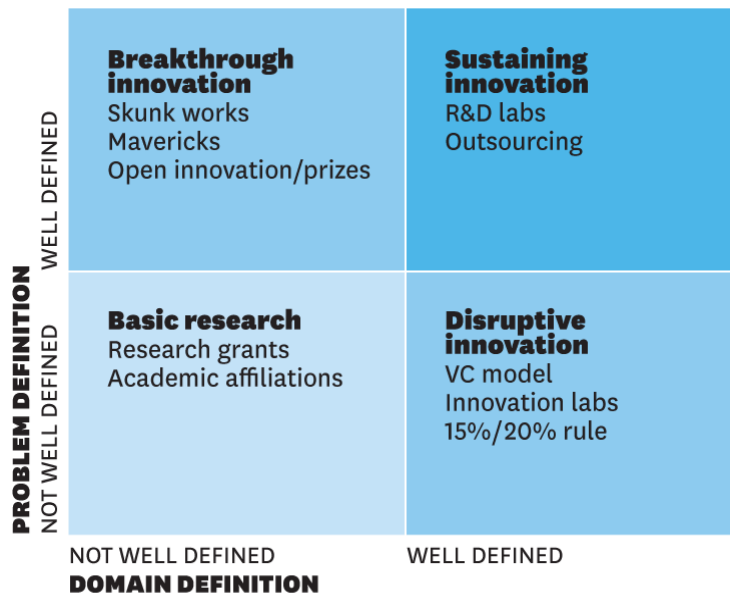 Breakthrough
innovation
Skunk works
Mavericks
Open innovation/prizes
Sustaining
innovation
R&D labs
Outsourcing
Basic research
Research grants
Academic affiliations
Disruptive
innovation
VC model
Innovation labs
15%/20% rule
PROBLEM DEFINITION
WELL DEFINED
NOT WELL DEFINED
NOT WELL DEFINED
WELL DEFINED
DOMAIN DEFINITION